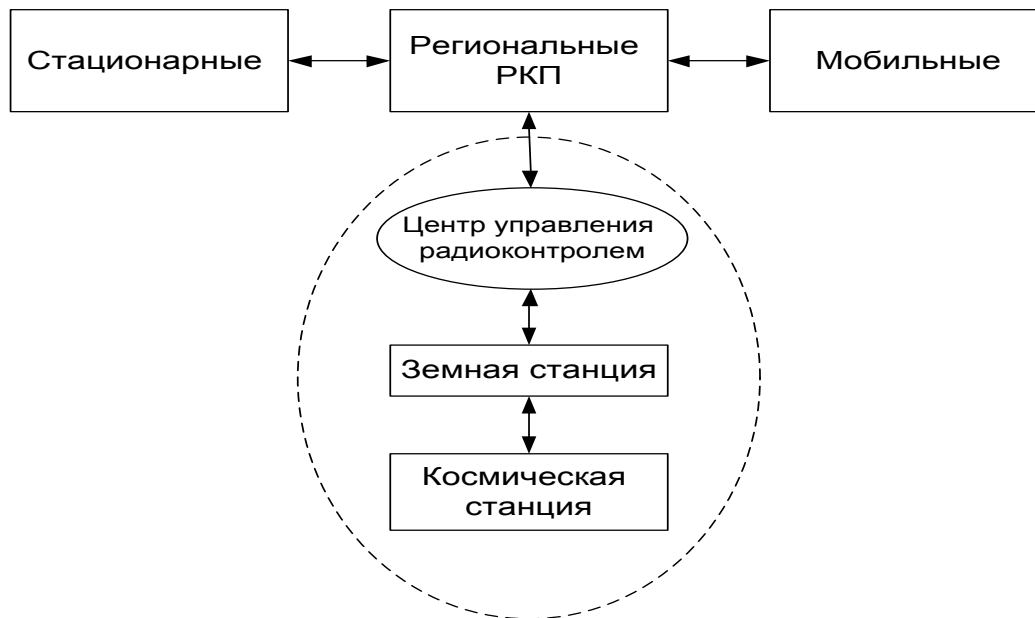 Стационарные
Региональные
РКП
Мобильные
Центр управления
радиоконтролем
Земная станция
Космическая
станция